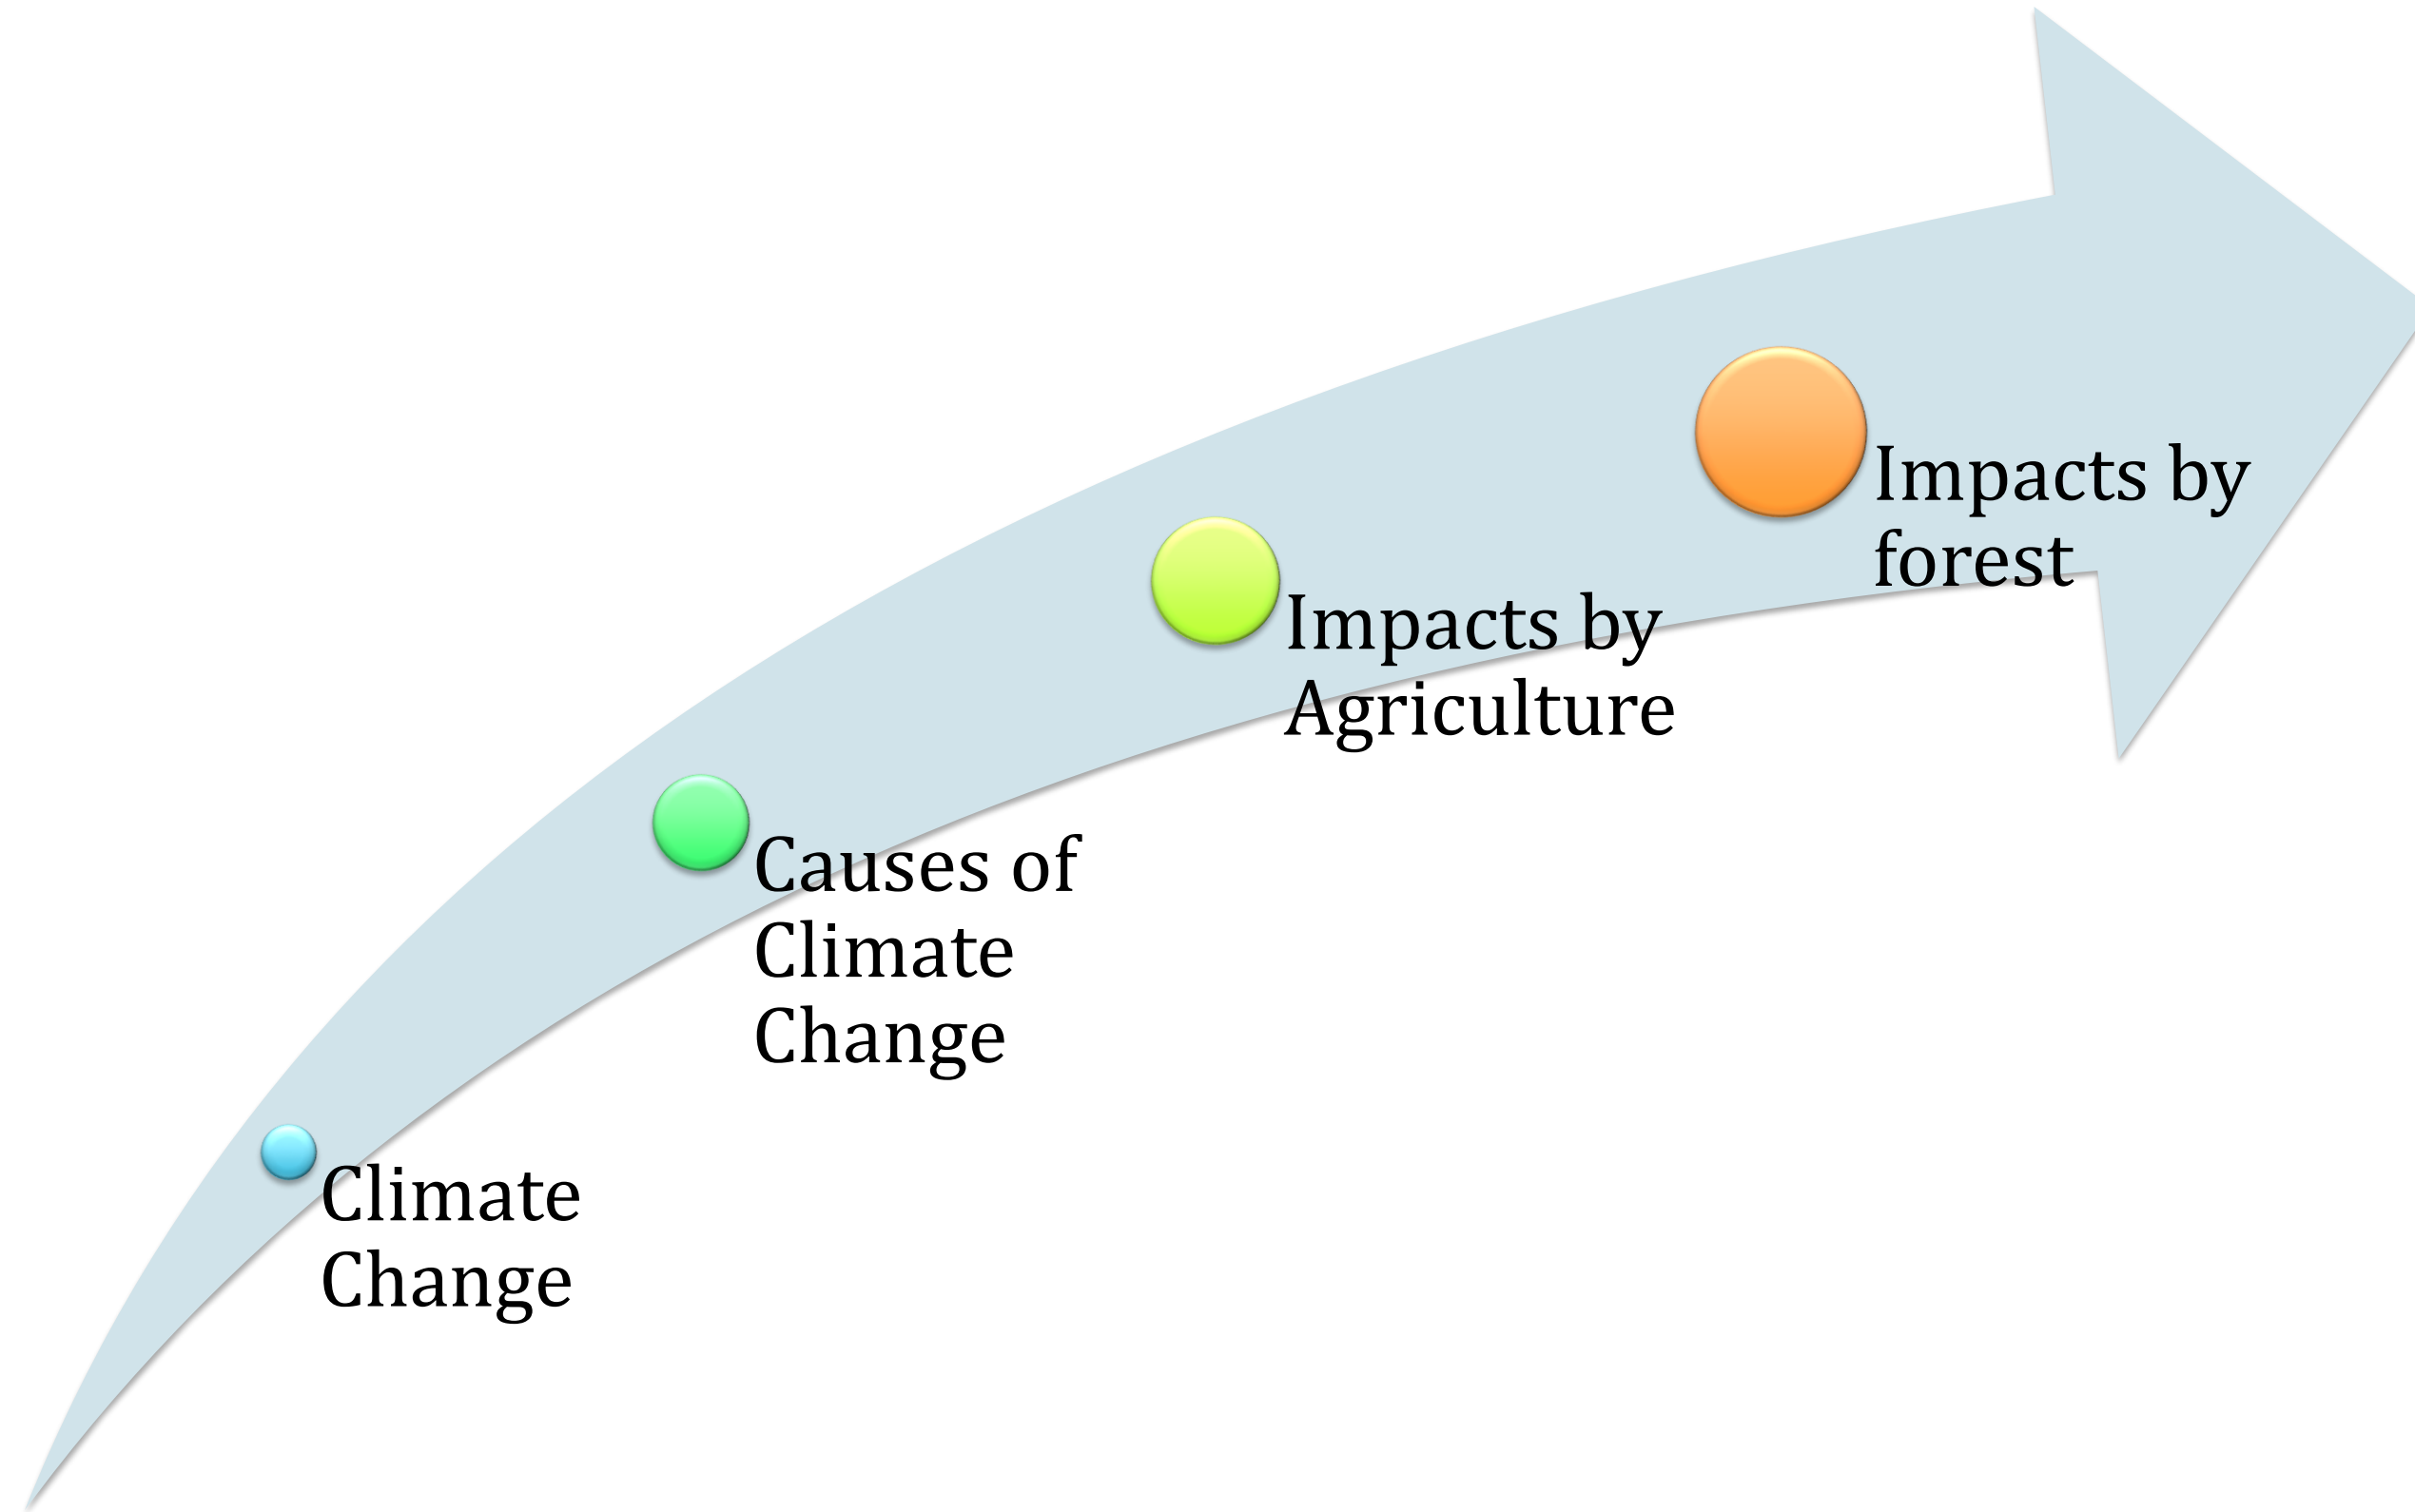 Climate
Change
Causes of
Climate
Change
Impacts by
Agriculture
Impacts by
forest